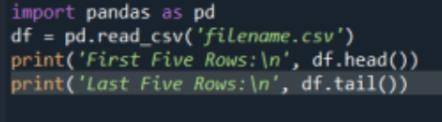 import pandas as pd
df = pd.read_csv('filename.csv')
print('First Five Rows:\n', df.head())
print('Last Five Rows:\n', df.tail())